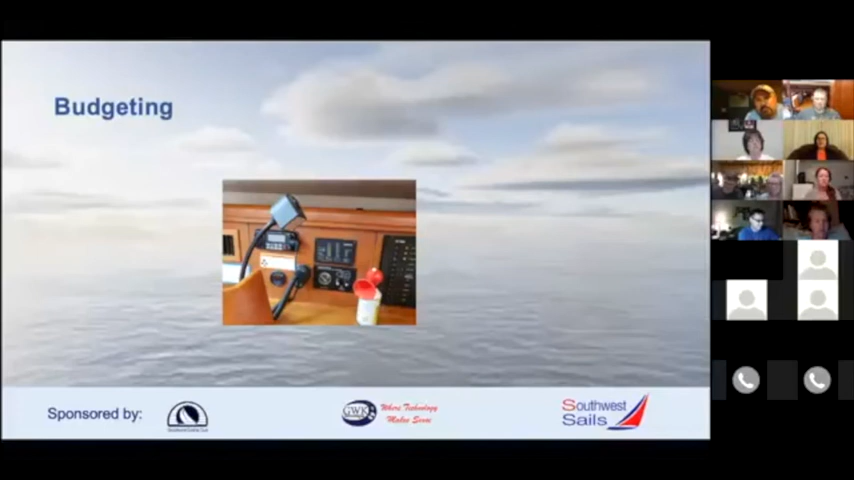 Budgeting
Sponsored by:
GWK
Where Technology
Makes Sense
Southwest
Sails